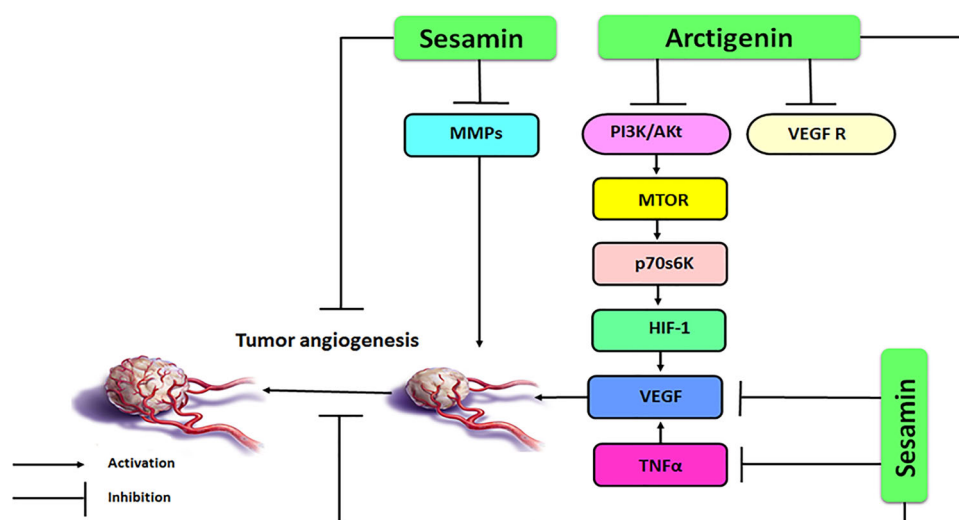 Sesamin
Arctigenin
MMPs
PI3K/AKt
VEGF R
MTOR
p70s6K
HIF-1
Tumor angiogenesis
VEGF
TNFα
Sesamin
Activation
Inhibition